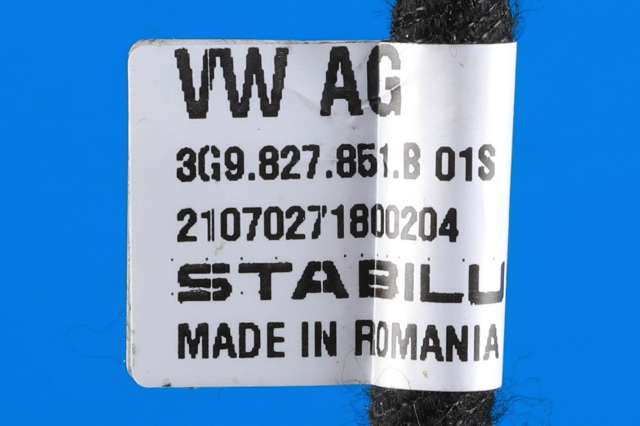 VW AG
3G9.827.851.B 01S
21070271800204
STABILU
MADE IN ROMANIA